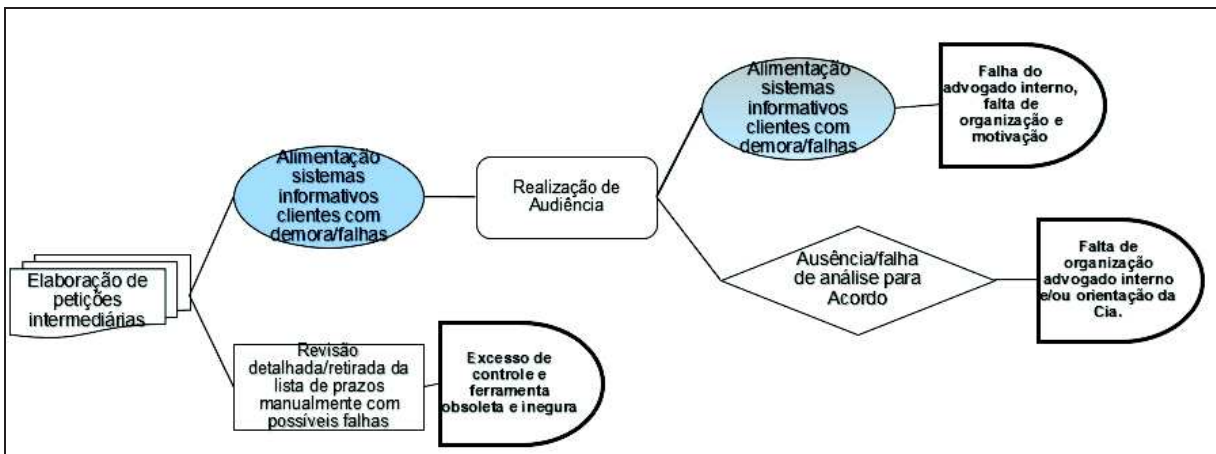 Elaboração de
petições
intermediárias
Alimentação
sistemas
informativos
clientes com
demora/falhas
Revisão
detalhada/retirada da
lista de prazos
manualmente com
possíveis falhas
Excesso de
controle e
ferramenta
obsoleta e inegura
Realização de
Audiência
Alimentação
sistemas
informativos
clientes com
demora/falhas
Falha do
advogado interno,
falta de
organização e
motivação
Ausência/falha
de análise para
Acordo
Falta de
organização
advogado interno
e/ou orientação da
Cia.